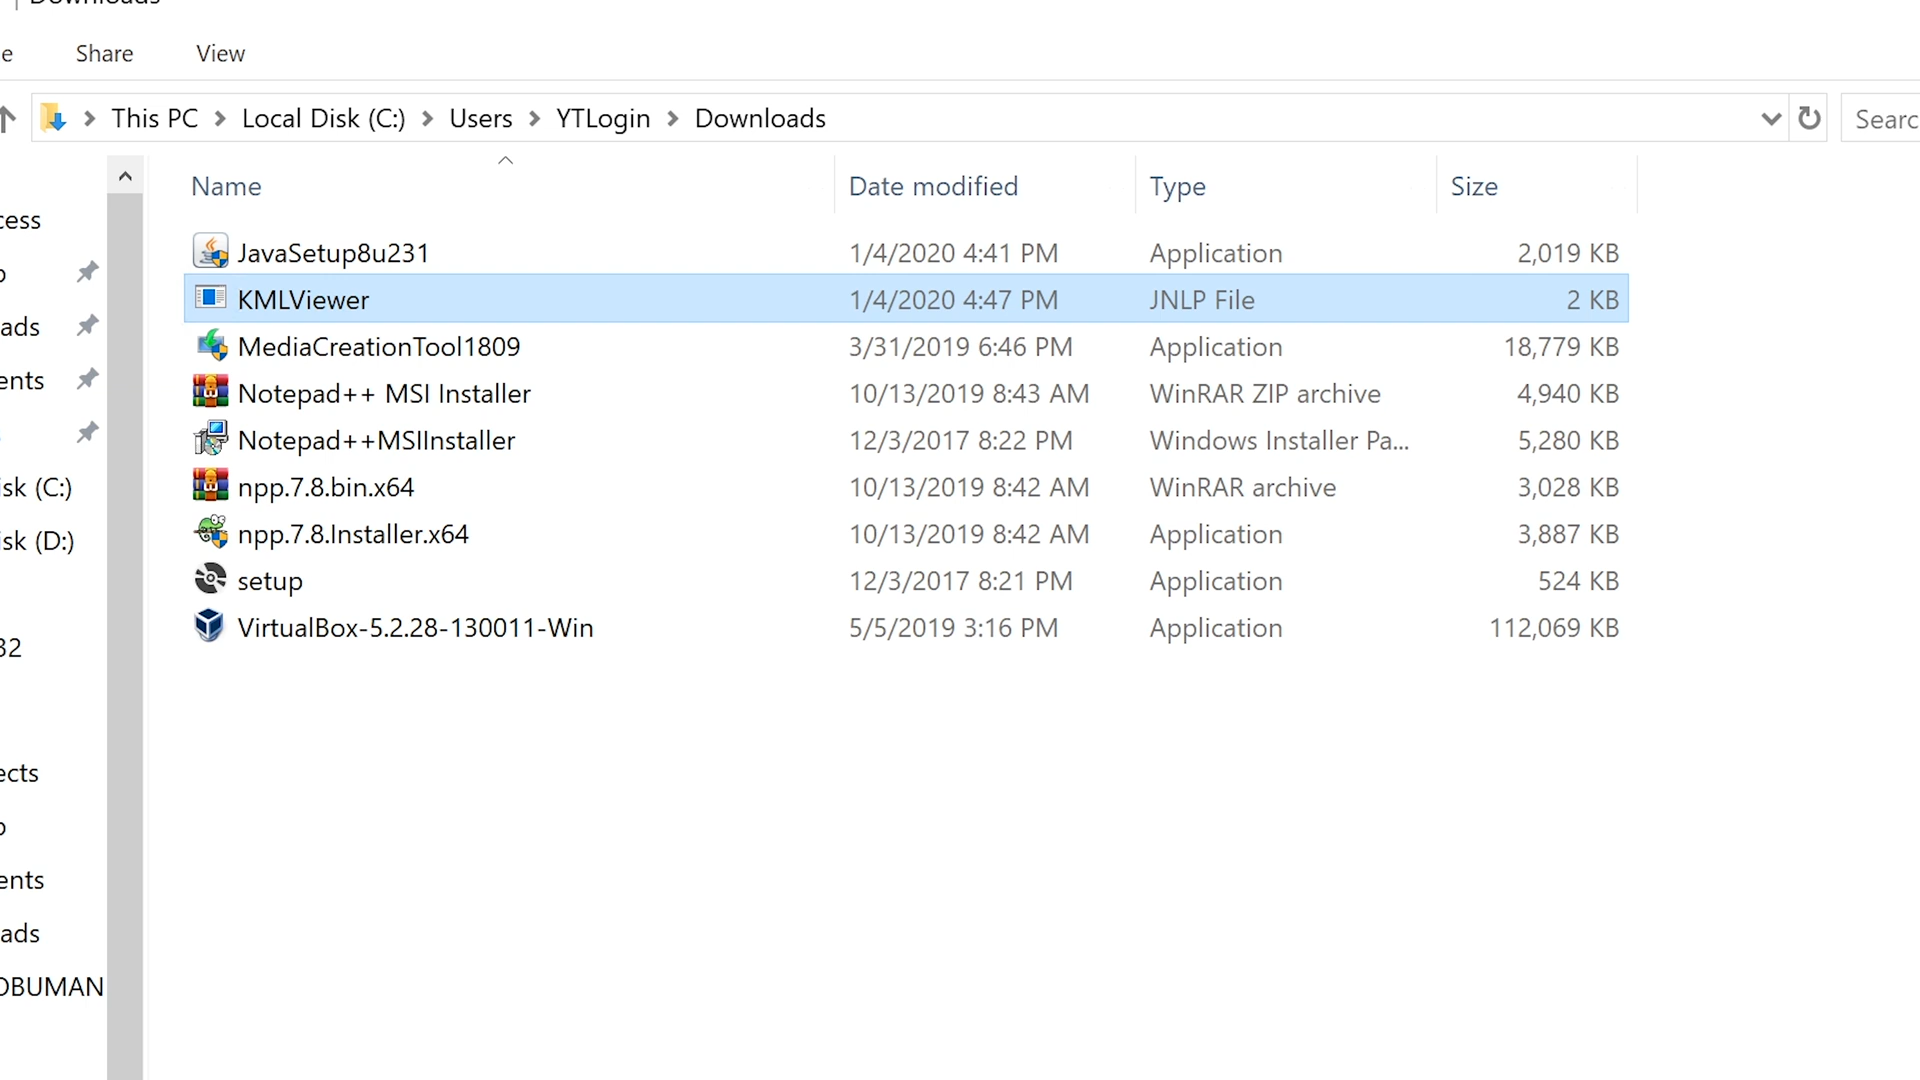 Downloads
Share View
This PC Local Disk (C:) Users YTLogin Downloads
Name Date modified Type Size
JavaSetup8u231 1/4/2020 4:41 PM Application 2,019 KB
KMLViewer 1/4/2020 4:47 PM JNLP File 2 KB
MediaCreationTool1809 3/31/2019 6:46 PM Application 18,779 KB
Notepad++ MSI Installer 10/13/2019 8:43 AM WinRAR ZIP archive 4,940 KB
Notepad++MSIInstaller 12/3/2017 8:22 PM Windows Installer Pa... 5,280 KB
npp.7.8.bin.x64 10/13/2019 8:42 AM WinRAR archive 3,028 KB
npp.7.8.Installer.x64 10/13/2019 8:42 AM Application 3,887 KB
setup 12/3/2017 8:21 PM Application 524 KB
VirtualBox-5.2.28-130011-Win 5/5/2019 3:16 PM Application 112,069 KB
cess
ads
ents
isk (C:)
isk (D:)
32
ects
ents
ads
OBUMAN